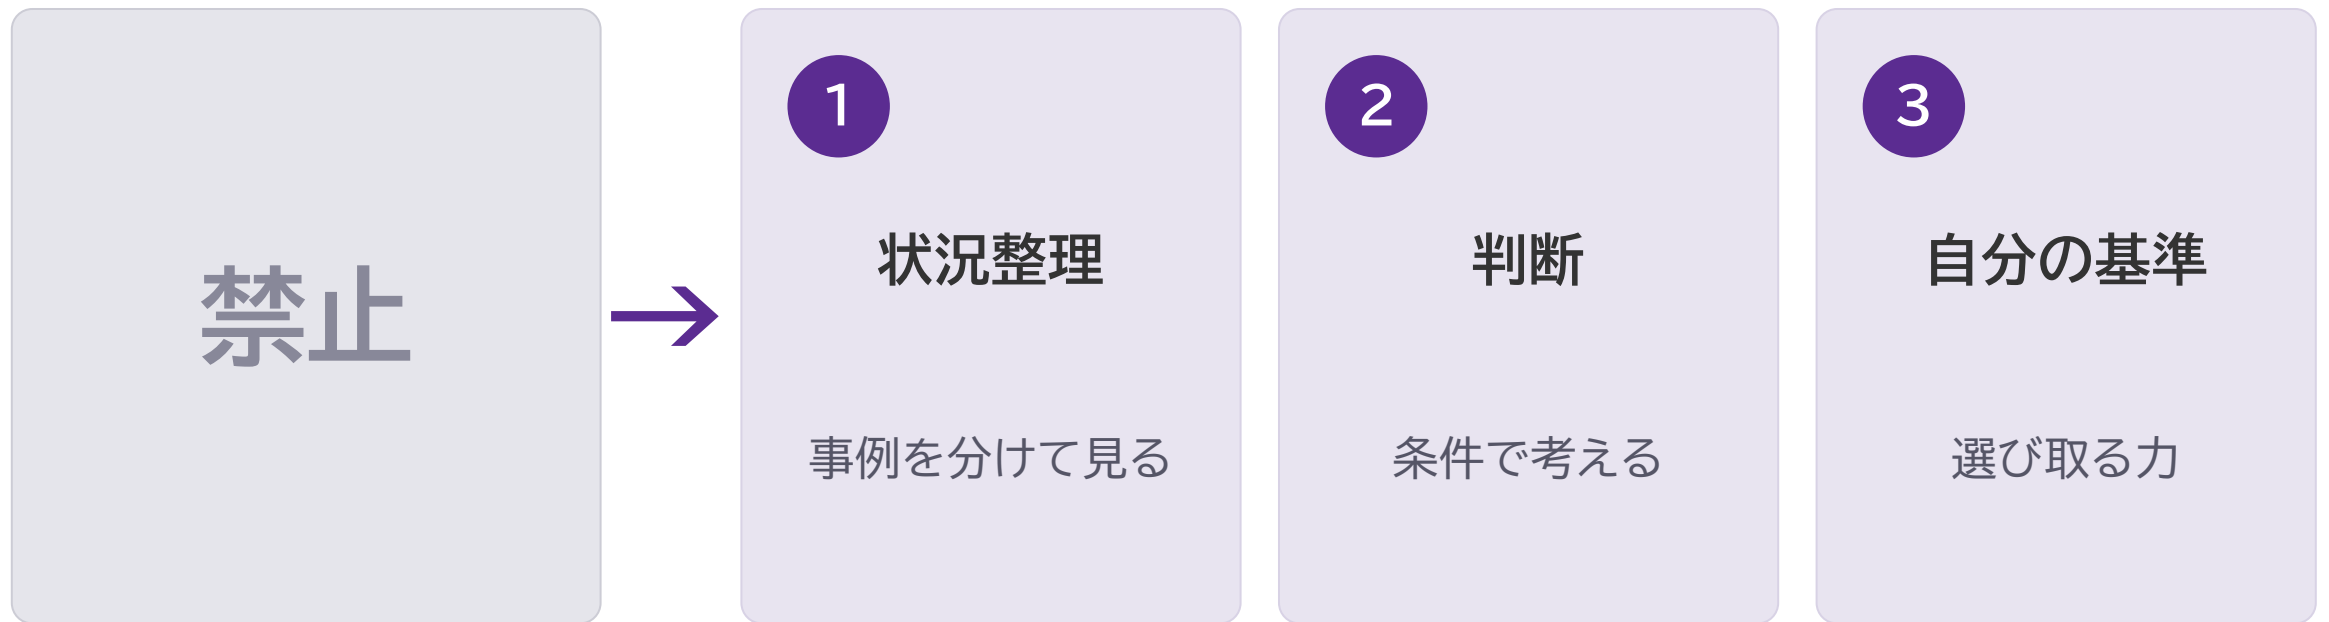 禁止
→
1
状況整理
事例を分けて見る
2
判断
条件で考える
3
自分の基準
選び取る力